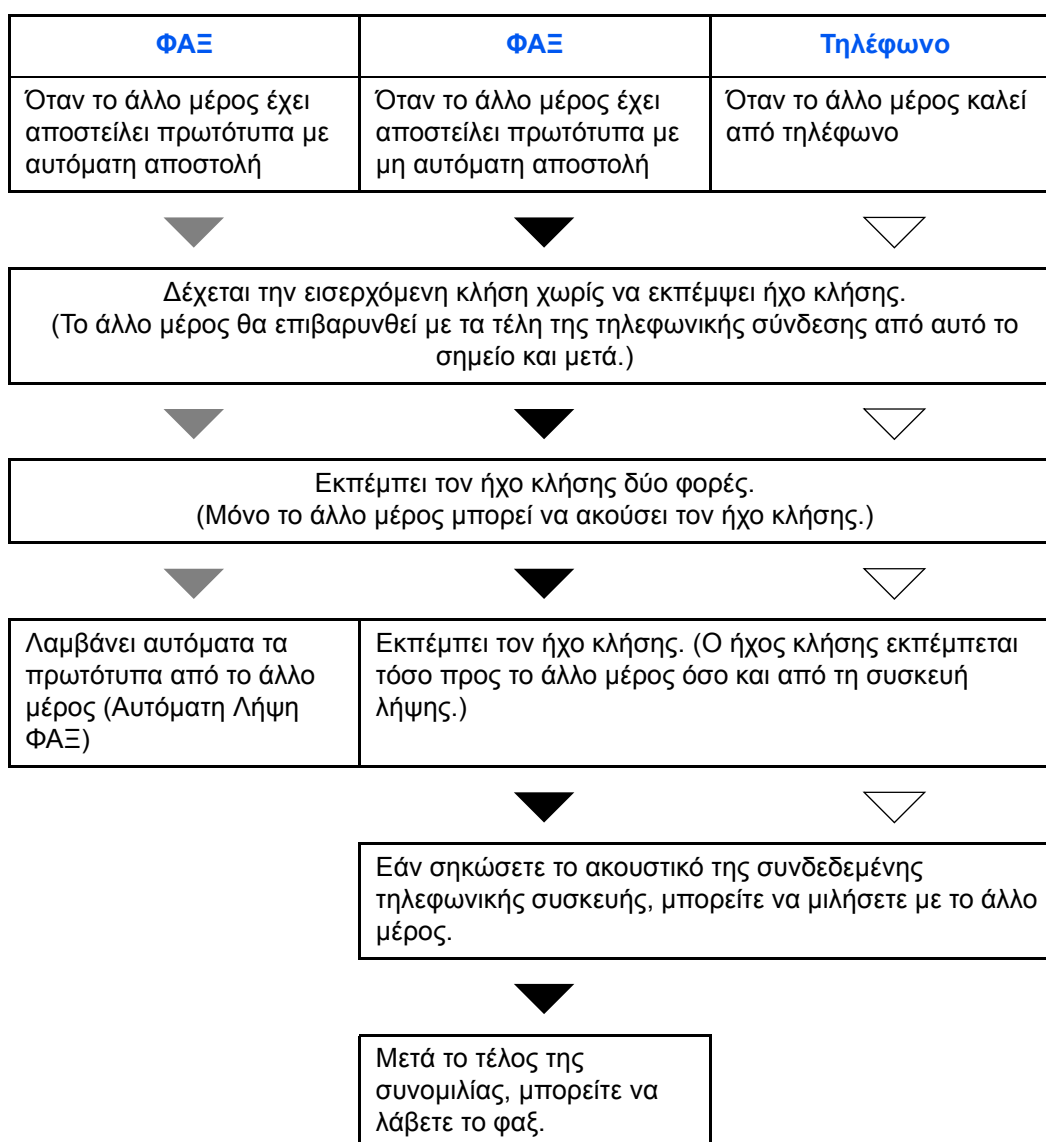 ΦΑΞ
ΦΑΞ
Τηλέφωνο
Όταν το άλλο μέρος έχει
αποστείλει πρωτότυπα με
αυτόματη αποστολή
Όταν το άλλο μέρος έχει
αποστείλει πρωτότυπα με
μη αυτόματη αποστολή
Όταν το άλλο μέρος καλεί
από τηλέφωνο
Δέχεται την εισερχόμενη κλήση χωρίς να εκπέμψει ήχο κλήσης.
(Το άλλο μέρος θα επιβαρυνθεί με τα τέλη της τηλεφωνικής σύνδεσης από αυτό το
σημείο και μετά.)
Εκπέμπει τον ήχο κλήσης δύο φορές.
(Μόνο το άλλο μέρος μπορεί να ακούσει τον ήχο κλήσης.)
Λαμβάνει αυτόματα τα
πρωτότυπα από το άλλο
μέρος (Αυτόματη Λήψη
ΦΑΞ)
Εκπέμπει τον ήχο κλήσης. (Ο ήχος κλήσης εκπέμπεται
τόσο προς το άλλο μέρος όσο και από τη συσκευή
λήψης.)
Εάν σηκώσετε το ακουστικό της συνδεδεμένης
τηλεφωνικής συσκευής, μπορείτε να μιλήσετε με το άλλο
μέρος.
Μετά το τέλος της
συνομιλίας, μπορείτε να
λάβετε το φαξ.